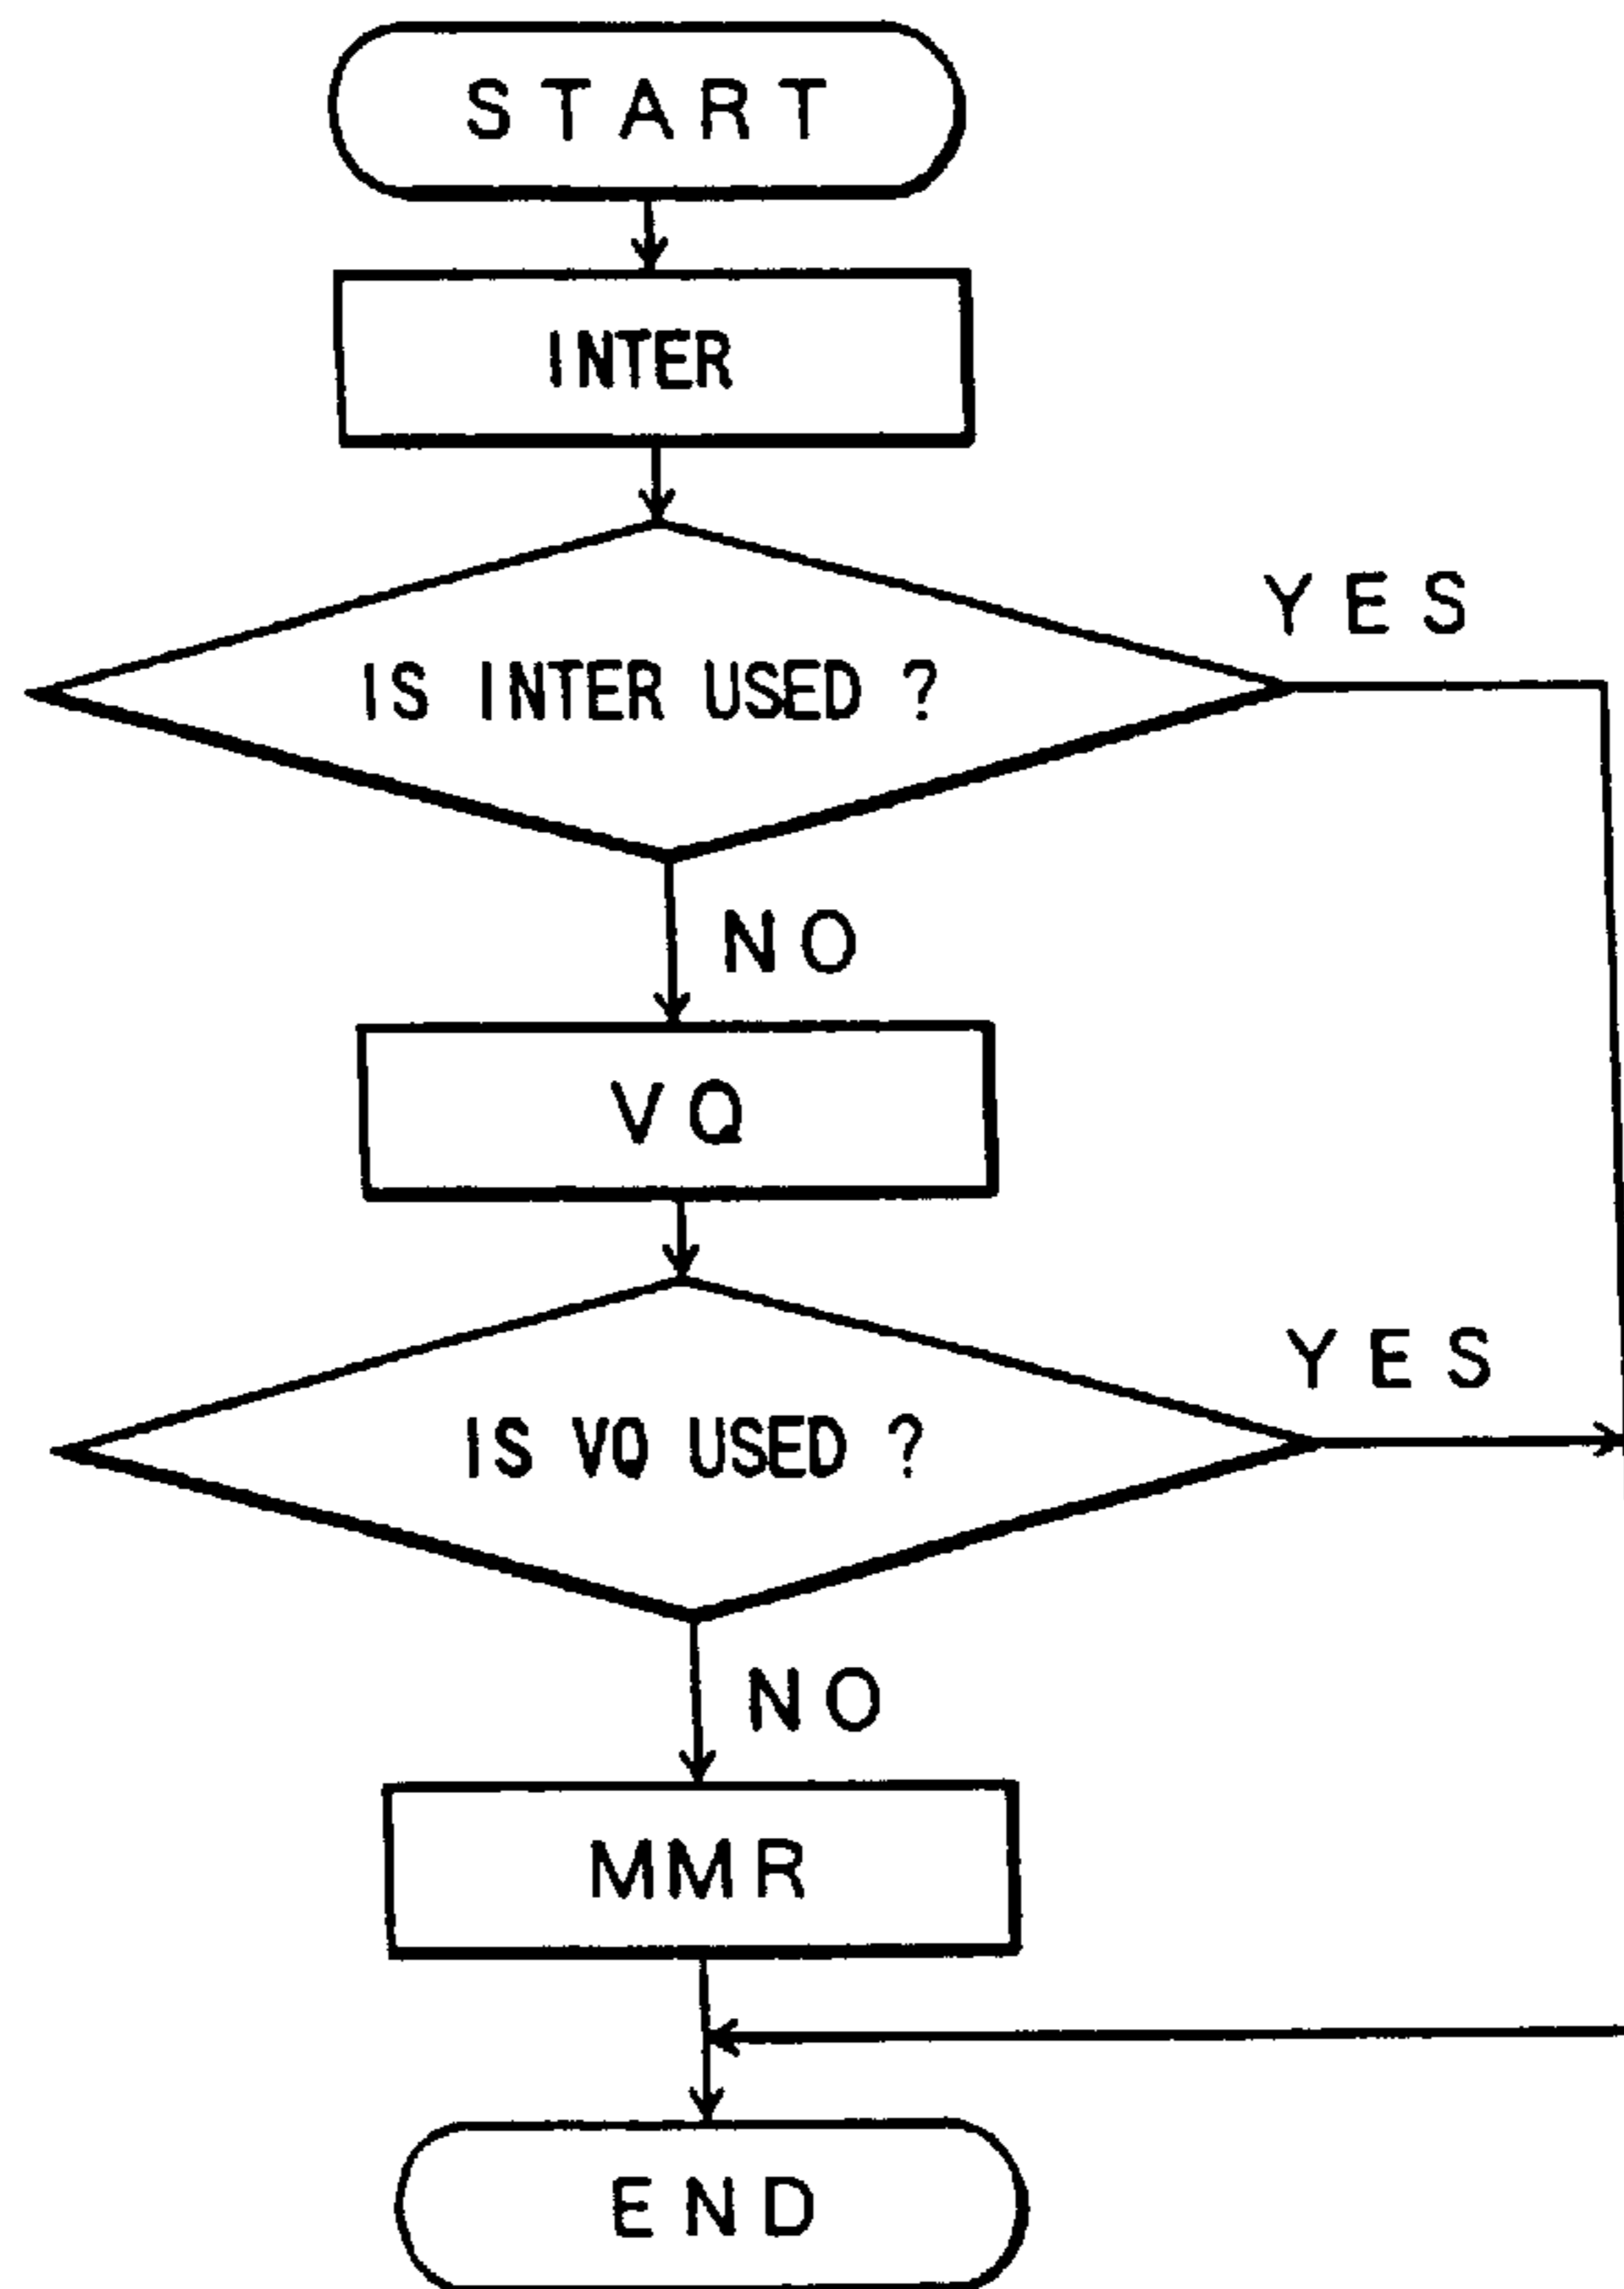 START
INTER
YES
IS INTER USED ?
NO
VQ
YES
IS VQ USED ?
NO
MMR
END